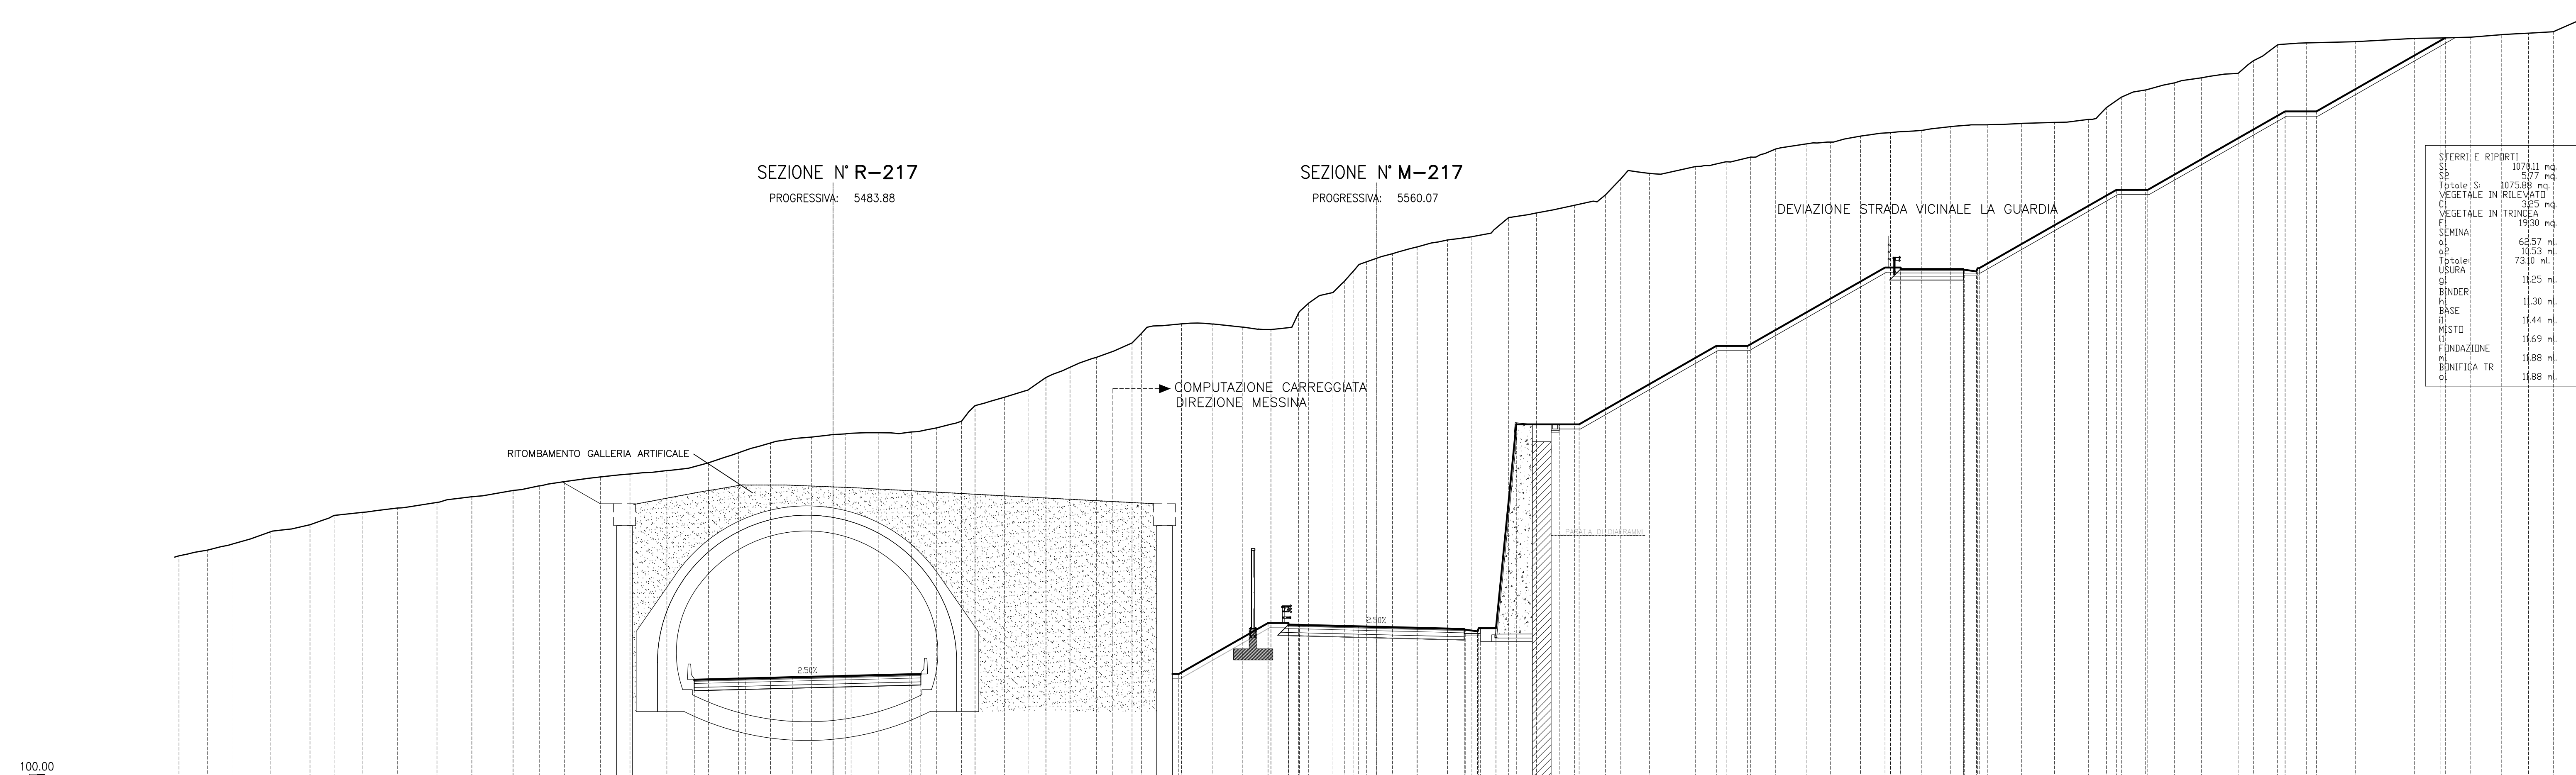 SEZIONE N° R-217
PROGRESSIVA: 5483.88
SEZIONE N° M-217
PROGRESSIVA: 5560.07
DEVIAZIONE STRADA VICINALE LA GUARDIA
COMPUTAZIONE CARREGGIATA
DIREZIONE MESSINA
RITOMBAMENTO GALLERIA ARTIFICALE
PARATIA DI DIAFRAMMI
2.50%
2.50%
100.00
STERRI E RIPORTI
S1 1070.11 mq.
S2 5.77 mq.
Totale S: 1075.88 mq.
VEGETALE IN RILEVATO
C1 3.25 mq.
VEGETALE IN TRINCEA
F1 19.30 mq.
SEMINA
a1 62.57 ml.
a2 10.53 ml.
Totale: 73.10 ml.
USURA
g1 11.25 ml.
BINDER
h1 11.30 ml.
BASE
i1 11.44 ml.
MISTO
l1 11.69 ml.
FONDAZIONE
m1 11.88 ml.
BONIFICA TR
o1 11.88 ml.